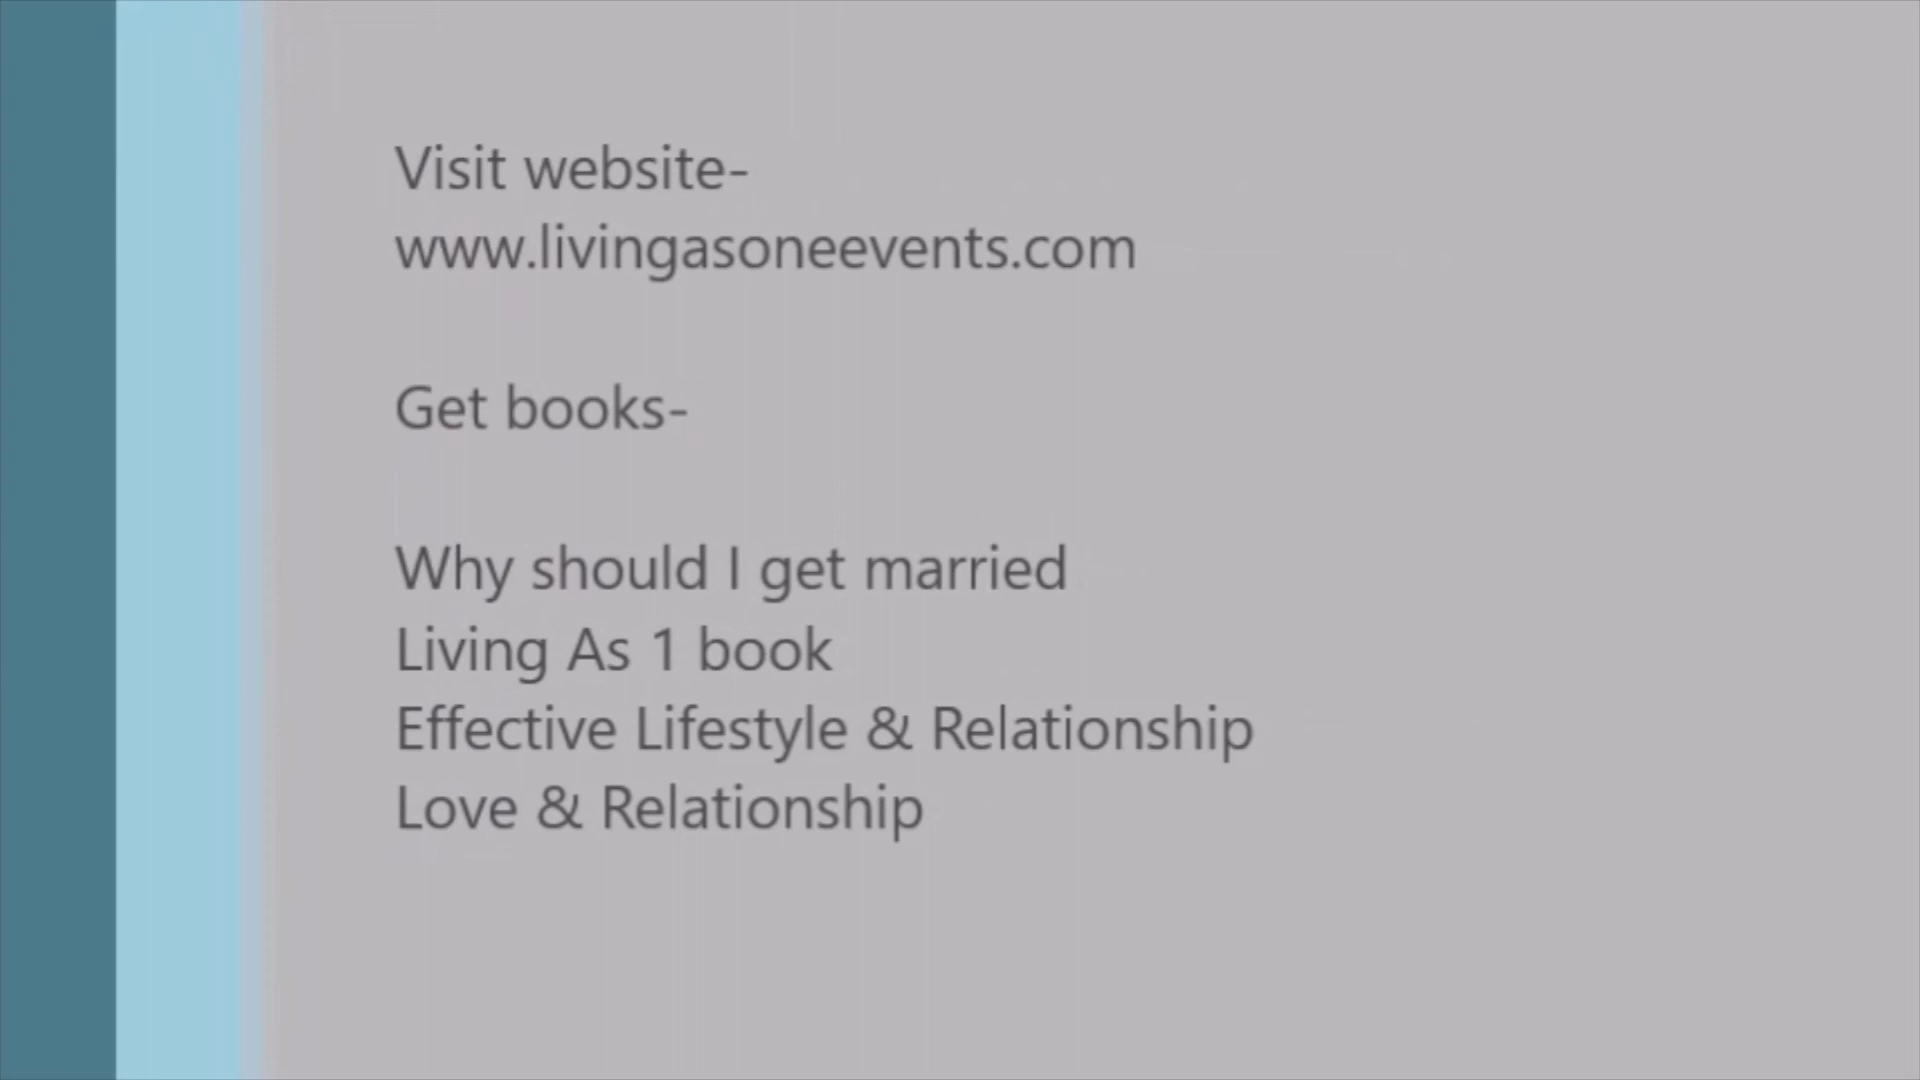 Visit website-
www.livingasoneevents.com
Get books-
Why should I get married
Living As 1 book
Effective Lifestyle & Relationship
Love & Relationship